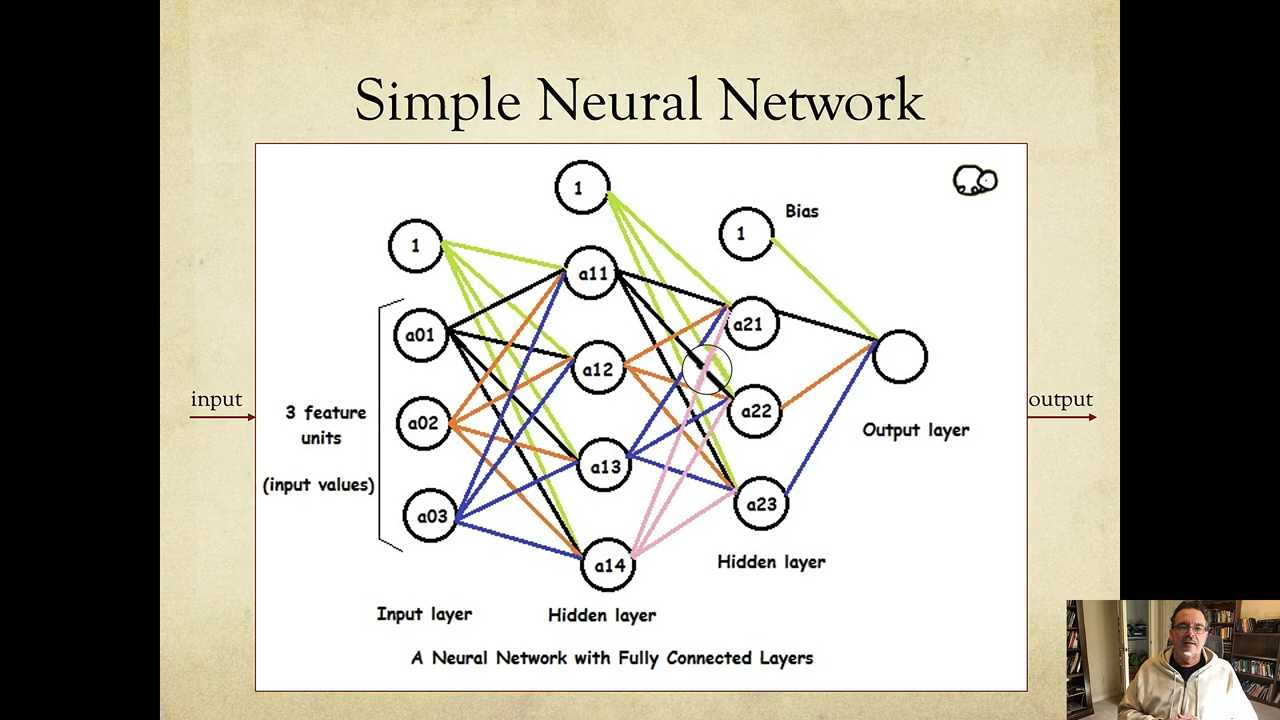 Simple Neural Network
1
Bias
1
1
a11
a01
a21
input
3 feature
units
(input values)
a12
a02
a22
output
Output layer
a13
a03
a23
a14
Hidden layer
Input layer
Hidden layer
A Neural Network with Fully Connected Layers